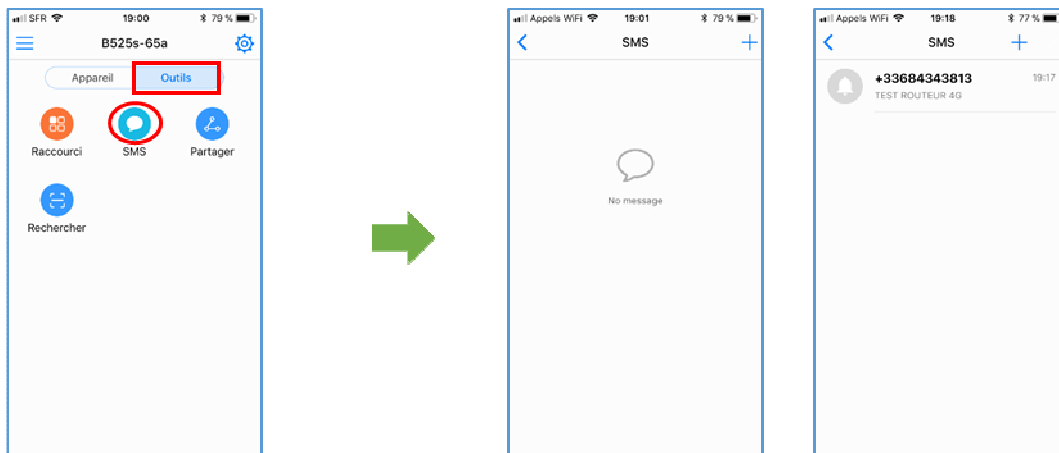 SFR 19:00 79 %
B525s-65a
Appareil Outils
Raccourci SMS Partager
Rechercher
Appels WiFi 19:01 79 %
SMS
No message
Appels WiFi 19:18 77 %
SMS
+33684343813 19:17
TEST ROUTEUR 4G